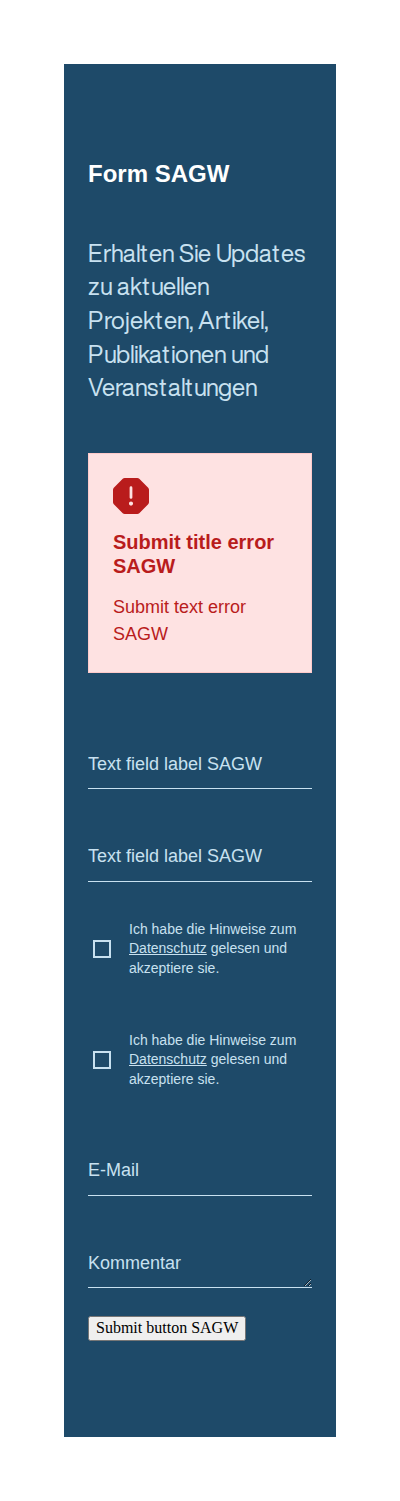 Form SAGW
Erhalten Sie Updates
zu aktuellen
Projekten, Artikel,
Publikationen und
Veranstaltungen
Submit title error
SAGW
Submit text error
SAGW
Text field label SAGW
Text field label SAGW
Ich habe die Hinweise zum
Datenschutz gelesen und
akzeptiere sie.
Ich habe die Hinweise zum
Datenschutz gelesen und
akzeptiere sie.
E-Mail
Kommentar
Submit button SAGW